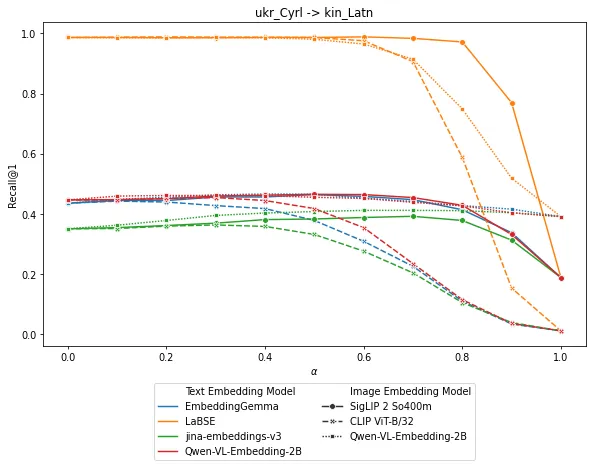 ukr_Cyrl -> kin_Latn
Recall@1
1.0
0.8
0.6
0.4
0.2
0.0
0.0 0.2 0.4 0.6 0.8 1.0
α
Text Embedding Model
EmbeddingGemma
LaBSE
jina-embeddings-v3
Qwen-VL-Embedding-2B
Image Embedding Model
SigLIP 2 So400m
CLIP ViT-B/32
Qwen-VL-Embedding-2B